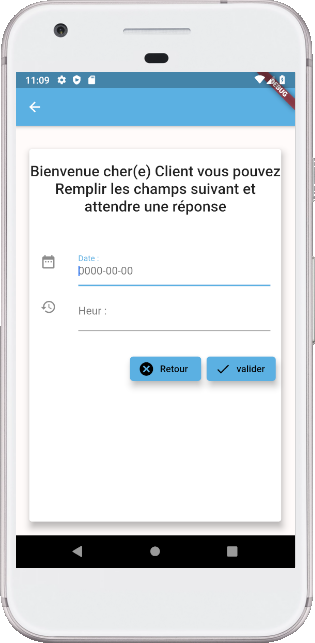 11:09
DEBUG
Bienvenue cher(e) Client vous pouvez
Remplir les champs suivant et
attendre une réponse
Date :
0000-00-00
Heur :
Retour
valider